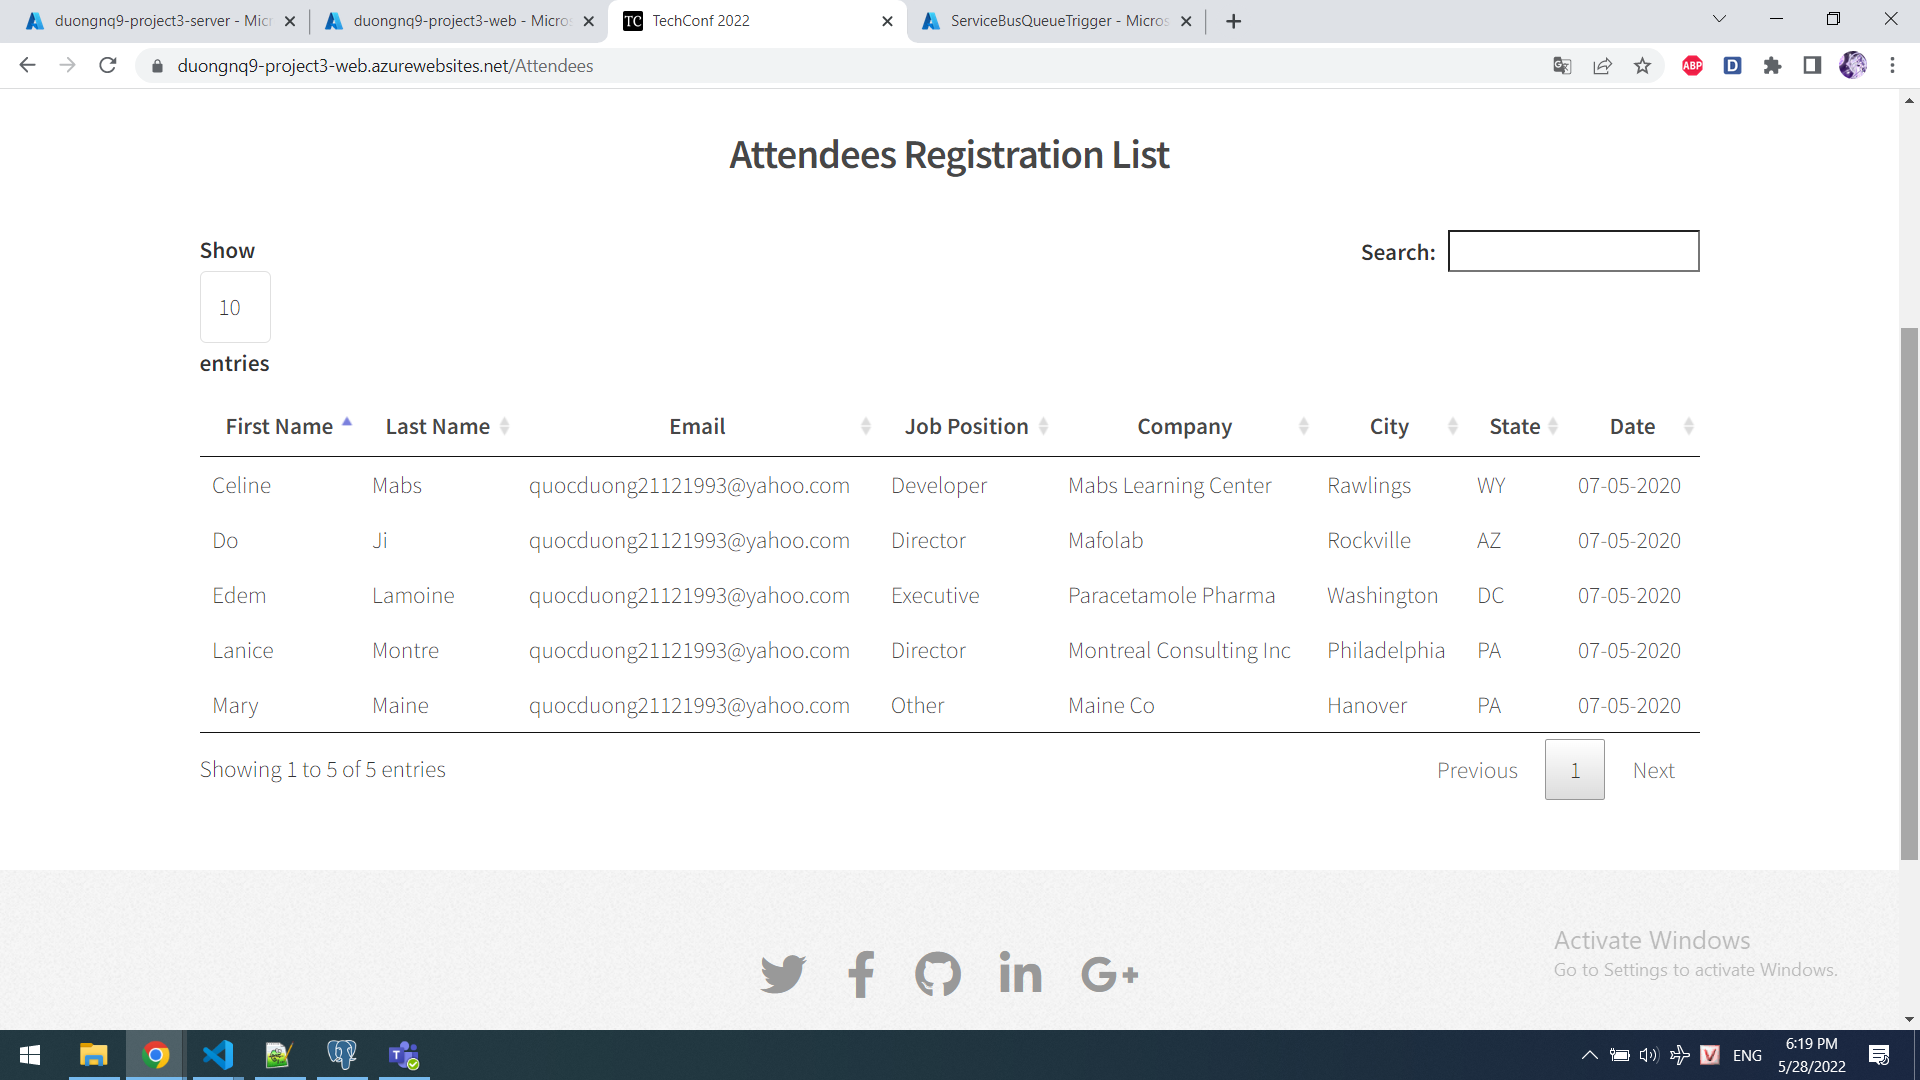 duongnq9-project3-server - Micr
duongnq9-project3-web - Micros
TC TechConf 2022
ServiceBusQueueTrigger - Micros
duongnq9-project3-web.azurewebsites.net/Attendees
ABP
D
Attendees Registration List
Show
10
entries
Search:
First Name Last Name Email Job Position Company City State Date
Celine Mabs quocduong21121993@yahoo.com Developer Mabs Learning Center Rawlings WY 07-05-2020
Do Ji quocduong21121993@yahoo.com Director Mafolab Rockville AZ 07-05-2020
Edem Lamoine quocduong21121993@yahoo.com Executive Paracetamole Pharma Washington DC 07-05-2020
Lanice Montre quocduong21121993@yahoo.com Director Montreal Consulting Inc Philadelphia PA 07-05-2020
Mary Maine quocduong21121993@yahoo.com Other Maine Co Hanover PA 07-05-2020
Showing 1 to 5 of 5 entries
Previous 1 Next
Activate Windows
Go to Settings to activate Windows.
V ENG
6:19 PM
5/28/2022